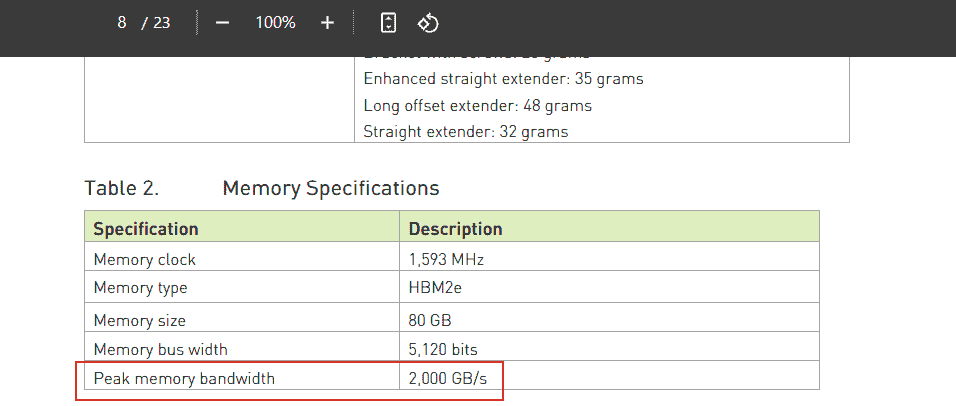 8 / 23 — 100% +
Enhanced straight extender: 35 grams
Long offset extender: 48 grams
Straight extender: 32 grams
Table 2. Memory Specifications
Specification Description
Memory clock 1,593 MHz
Memory type HBM2e
Memory size 80 GB
Memory bus width 5,120 bits
Peak memory bandwidth 2,000 GB/s